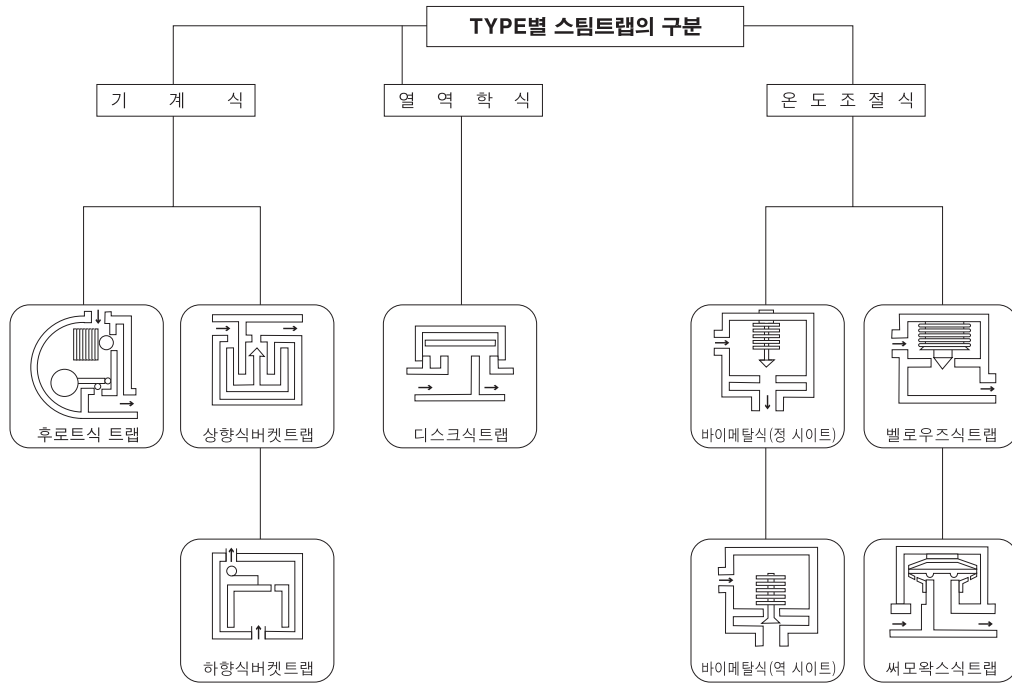 TYPE별 스팀트랩의 구분
기 계 식
열 역 학 식
온 도 조 절 식
후로트식 트랩
상향식버켓트랩
디스크식트랩
바이메탈식(정 시이트)
벨로우즈식트랩
하향식버켓트랩
바이메탈식(역 시이트)
써모왁스식트랩